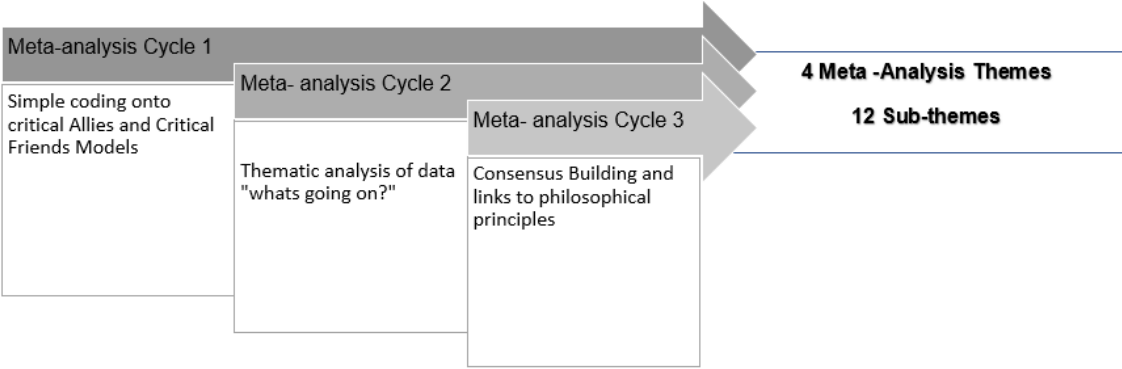 Meta-analysis Cycle 1
Simple coding onto
critical Allies and Critical
Friends Models
Meta- analysis Cycle 2
Thematic analysis of data
"whats going on?"
Meta- analysis Cycle 3
Consensus Building and
links to philosophical
principles
4 Meta -Analysis Themes
12 Sub-themes